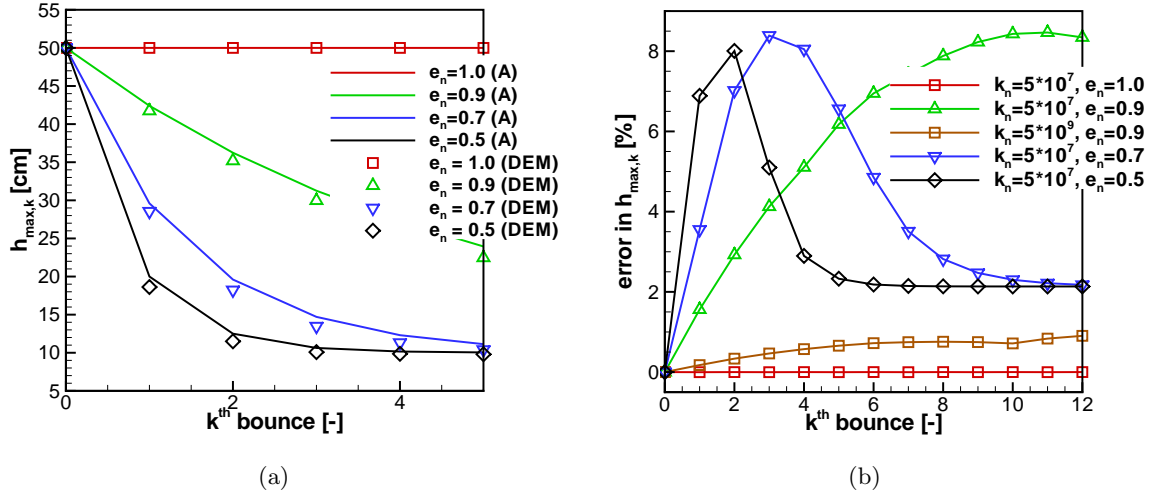 h_max,k [cm]
55
50
45
40
35
30
25
20
15
10
5
0
2
4
k^th bounce [-]
e_n=1.0 (A)
e_n=0.9 (A)
e_n=0.7 (A)
e_n=0.5 (A)
e_n = 1.0 (DEM)
e_n = 0.9 (DEM)
e_n = 0.7 (DEM)
e_n = 0.5 (DEM)
(a)
error in h_max,k [%]
8
6
4
2
0
0
2
4
6
8
10
12
k^th bounce [-]
k_n=5*10^7, e_n=1.0
k_n=5*10^7, e_n=0.9
k_n=5*10^9, e_n=0.9
k_n=5*10^7, e_n=0.7
k_n=5*10^7, e_n=0.5
(b)